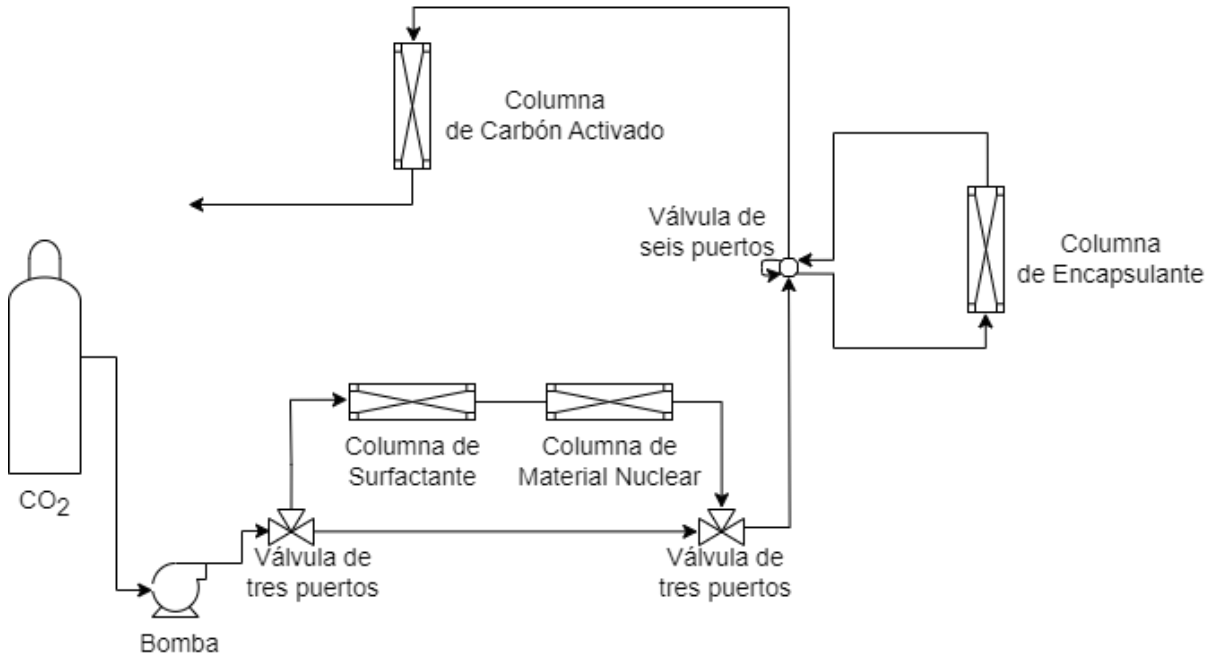 Columna
de Carbón Activado
Válvula de
seis puertos
Columna
de Encapsulante
Columna de
Surfactante
Columna de
Material Nuclear
CO2
Válvula de
tres puertos
Válvula de
tres puertos
Bomba